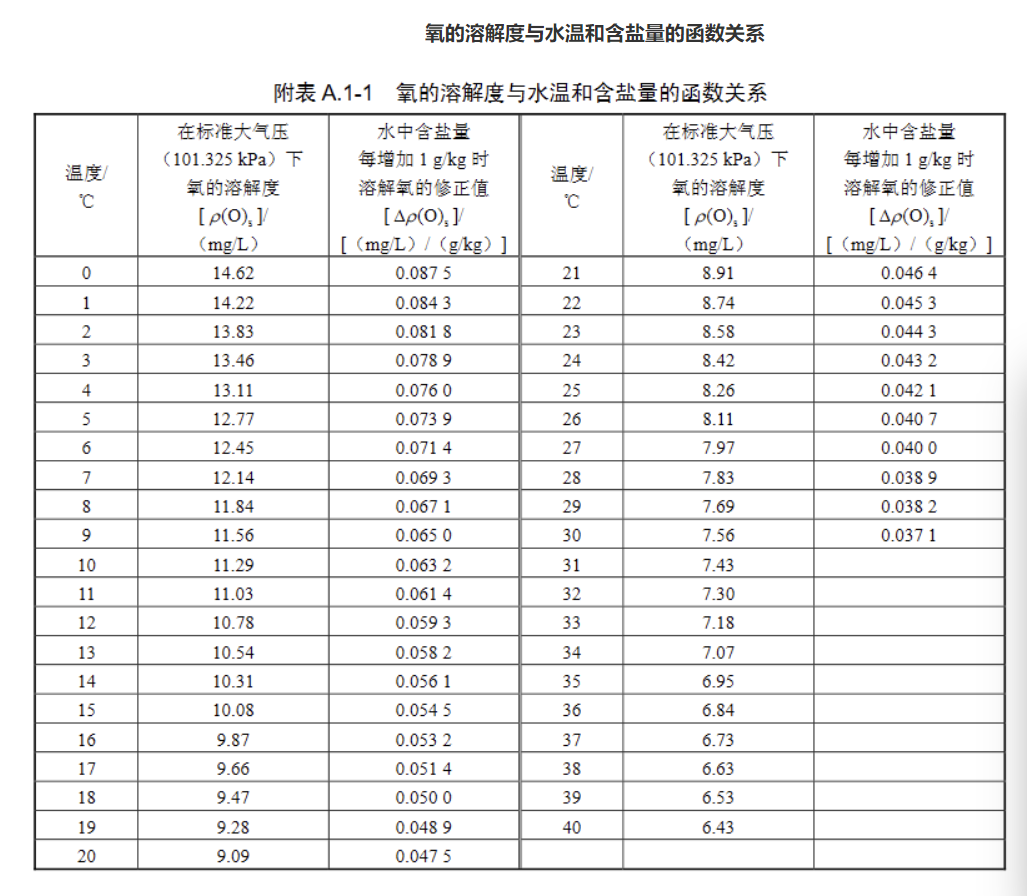 氧的溶解度与水温和含盐量的函数关系
附表 A.1-1 氧的溶解度与水温和含盐量的函数关系
温度/
℃
在标准大气压
（101.325 kPa）下
氧的溶解度
[ρ(O)s]/
（mg/L）
水中含盐量
每增加 1 g/kg 时
溶解氧的修正值
[Δρ(O)s]/
[（mg/L）/（g/kg）]
温度/
℃
在标准大气压
（101.325 kPa）下
氧的溶解度
[ρ(O)s]/
（mg/L）
水中含盐量
每增加 1 g/kg 时
溶解氧的修正值
[Δρ(O)s]/
[（mg/L）/（g/kg）]
0 14.62 0.087 5 21 8.91 0.046 4
1 14.22 0.084 3 22 8.74 0.045 3
2 13.83 0.081 8 23 8.58 0.044 3
3 13.46 0.078 9 24 8.42 0.043 2
4 13.11 0.076 0 25 8.26 0.042 1
5 12.77 0.073 9 26 8.11 0.040 7
6 12.45 0.071 4 27 7.97 0.040 0
7 12.14 0.069 3 28 7.83 0.038 9
8 11.84 0.067 1 29 7.69 0.038 2
9 11.56 0.065 0 30 7.56 0.037 1
10 11.29 0.063 2 31 7.43
11 11.03 0.061 4 32 7.30
12 10.78 0.059 3 33 7.18
13 10.54 0.058 2 34 7.07
14 10.31 0.056 1 35 6.95
15 10.08 0.054 5 36 6.84
16 9.87 0.053 2 37 6.73
17 9.66 0.051 4 38 6.63
18 9.47 0.050 0 39 6.53
19 9.28 0.048 9 40 6.43
20 9.09 0.047 5